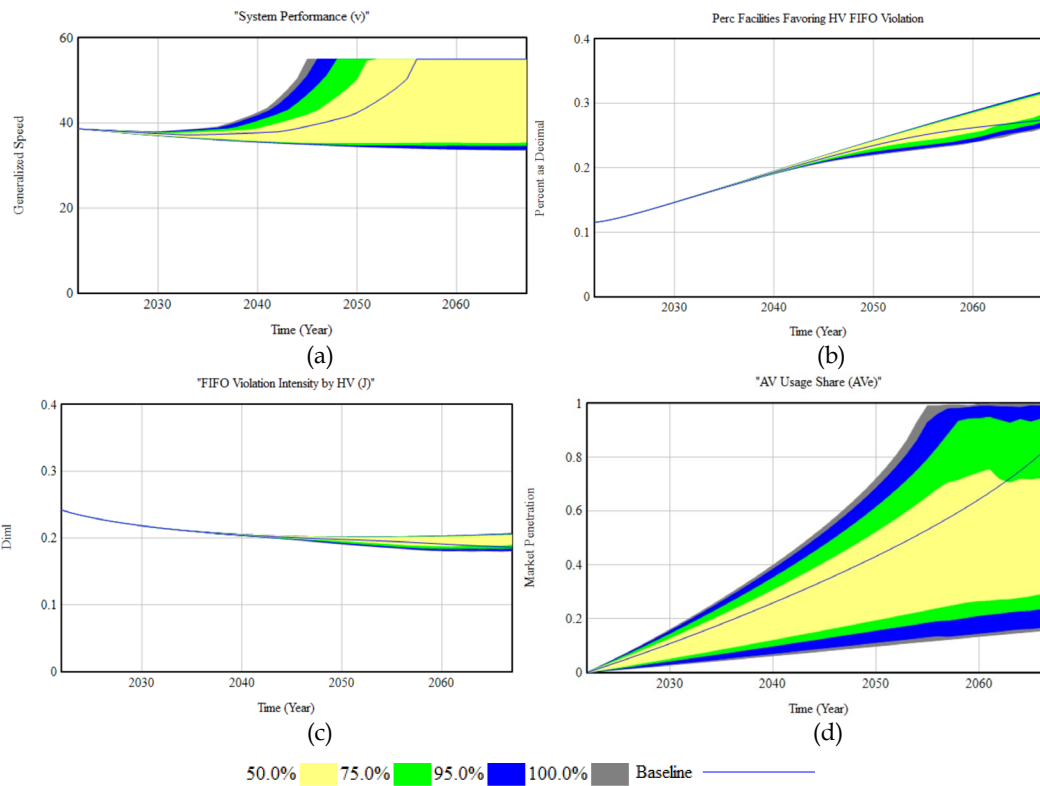 "System Performance (v)"
60
40
20
0
Generalized Speed
2030
2040
2050
2060
Time (Year)
(a)
Perc Facilities Favoring HV FIFO Violation
0.4
0.3
0.2
0.1
0
Percent as Decimal
2030
2040
2050
2060
Time (Year)
(b)
"FIFO Violation Intensity by HV (J)"
0.4
0.3
0.2
0.1
0
Diml
2030
2040
2050
2060
Time (Year)
(c)
"AV Usage Share (AVe)"
1
0.8
0.6
0.4
0.2
0
Market Penetration
2030
2040
2050
2060
Time (Year)
(d)
50.0% 75.0% 95.0% 100.0% Baseline